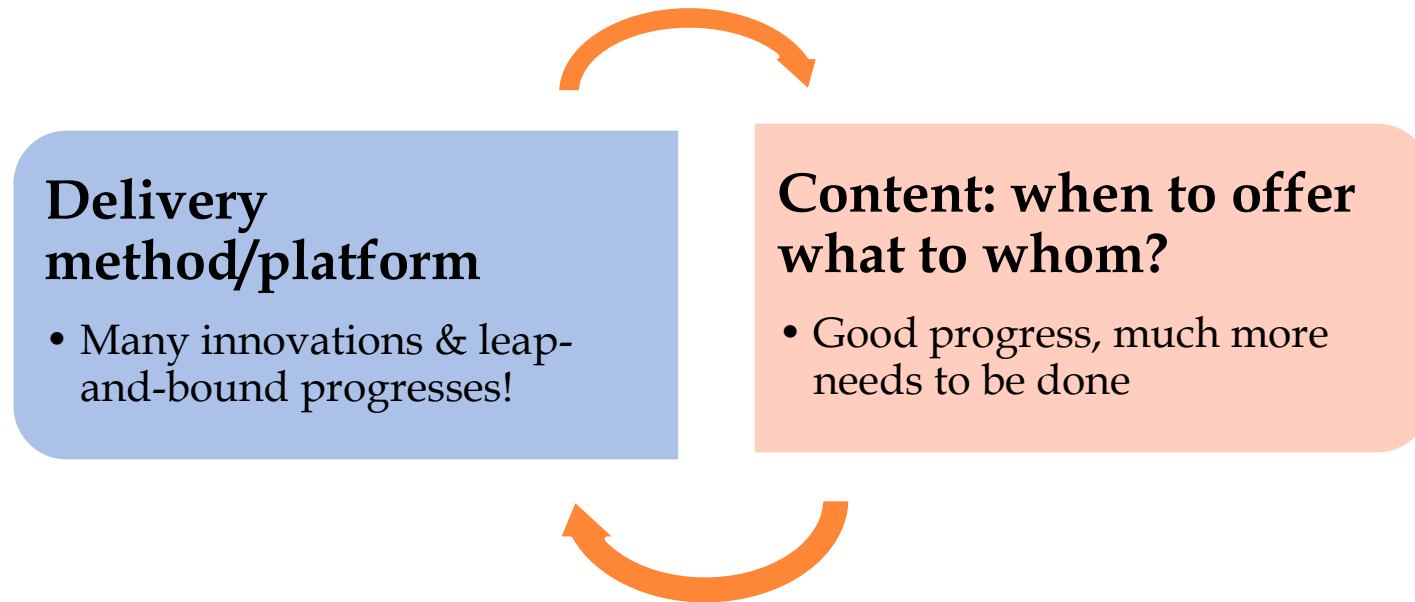 Delivery
method/platform
• Many innovations & leap-
and-bound progresses!
Content: when to offer
what to whom?
• Good progress, much more
needs to be done